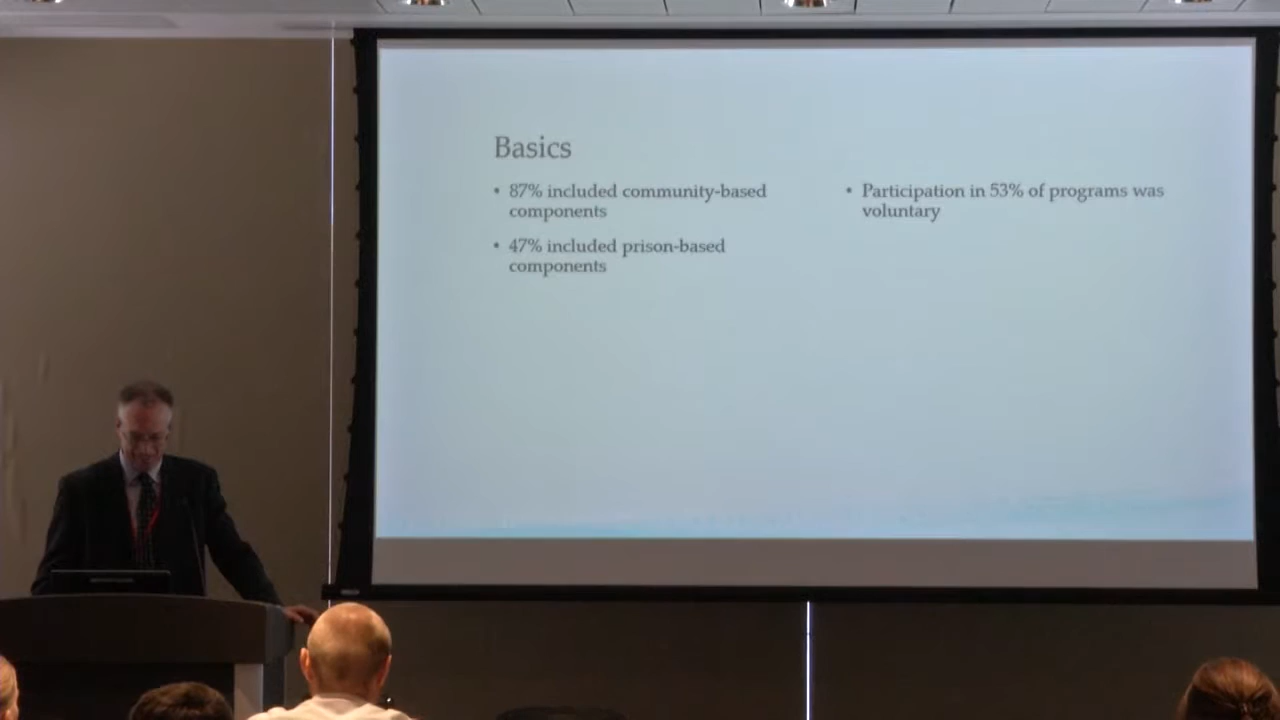 Basics
• 87% included community-based
components
• 47% included prison-based
components
• Participation in 53% of programs was
voluntary